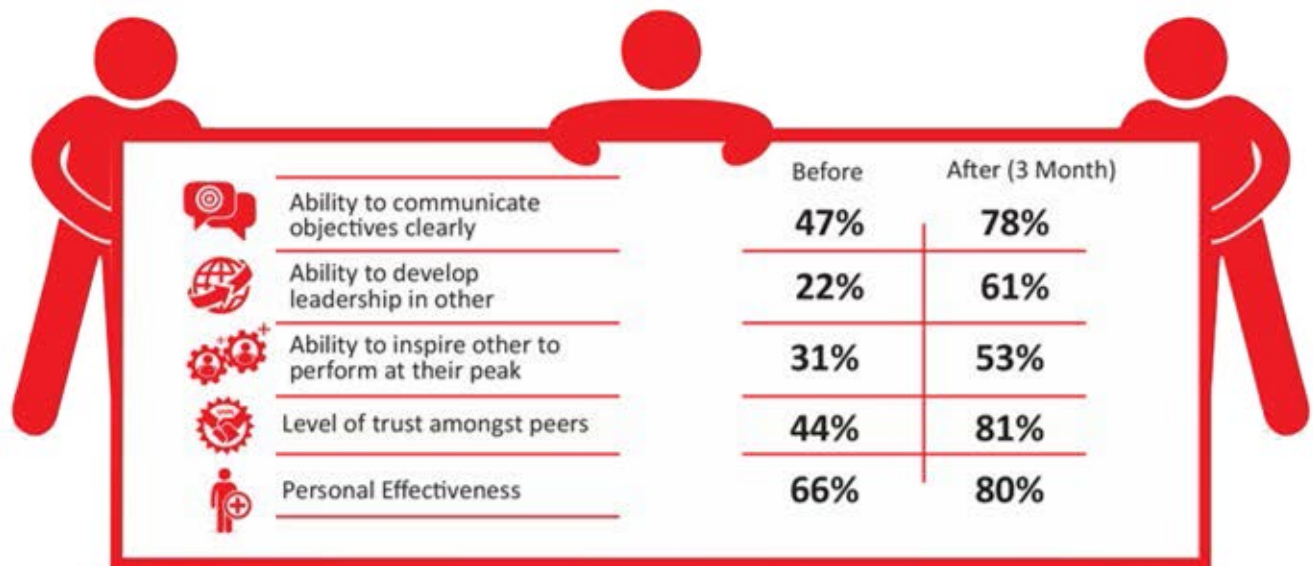 Before After (3 Month)
Ability to communicate
objectives clearly
47% 78%
Ability to develop
leadership in other
22% 61%
Ability to inspire other to
perform at their peak
31% 53%
Level of trust amongst peers
44% 81%
Personal Effectiveness
66% 80%